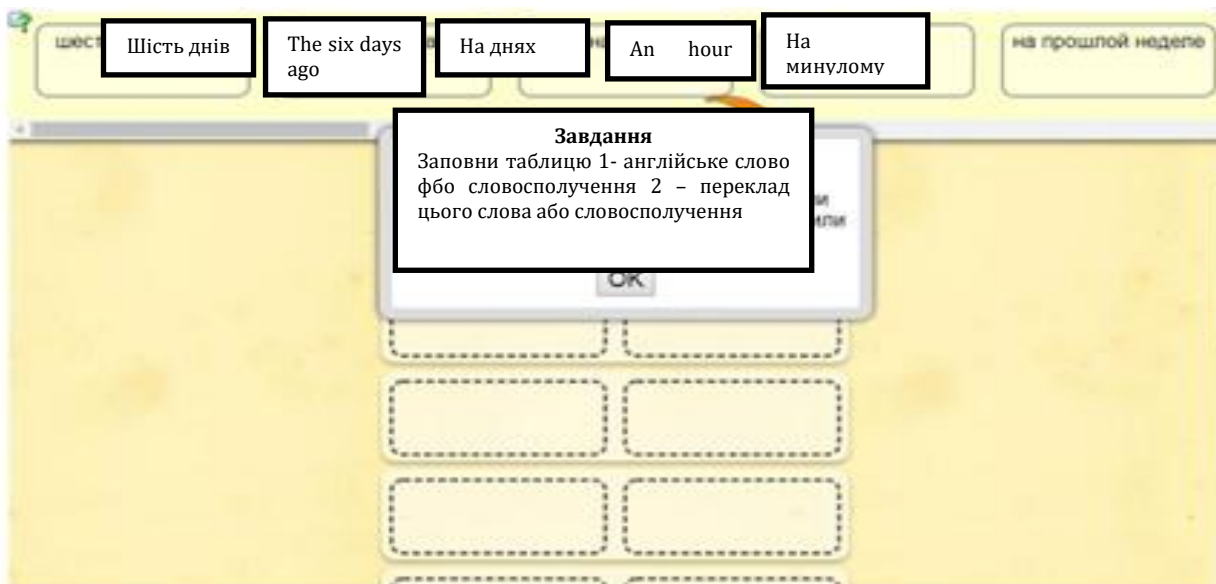 шест
Шість днів
The six days
ago
На днях
An hour
На
минулому
на прошлой неделе
Завдання
Заповни таблицю 1- англійське слово
фбо словосполучення 2 – переклад
цього слова або словосполучення
или
OK